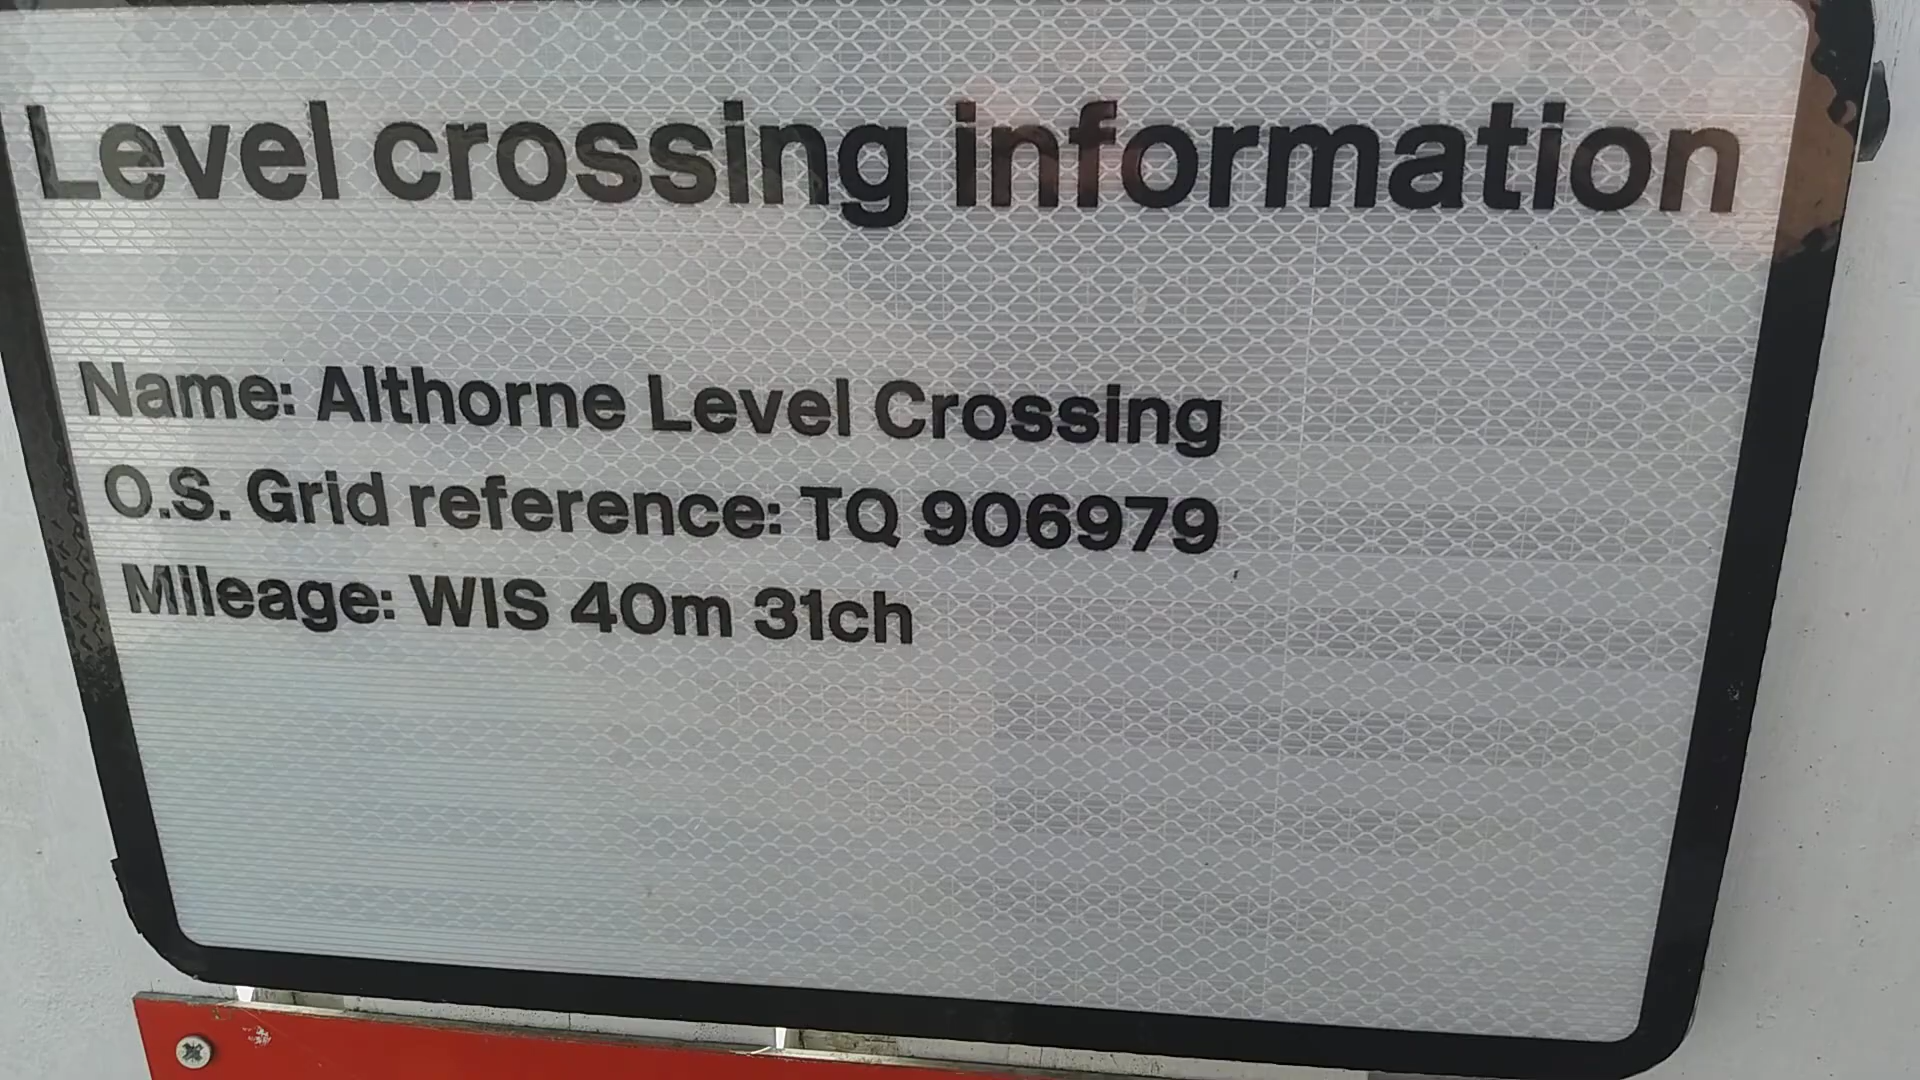 Level crossing information
Name: Althorne Level Crossing
O.S. Grid reference: TQ 906979
Mileage: WIS 40m 31ch